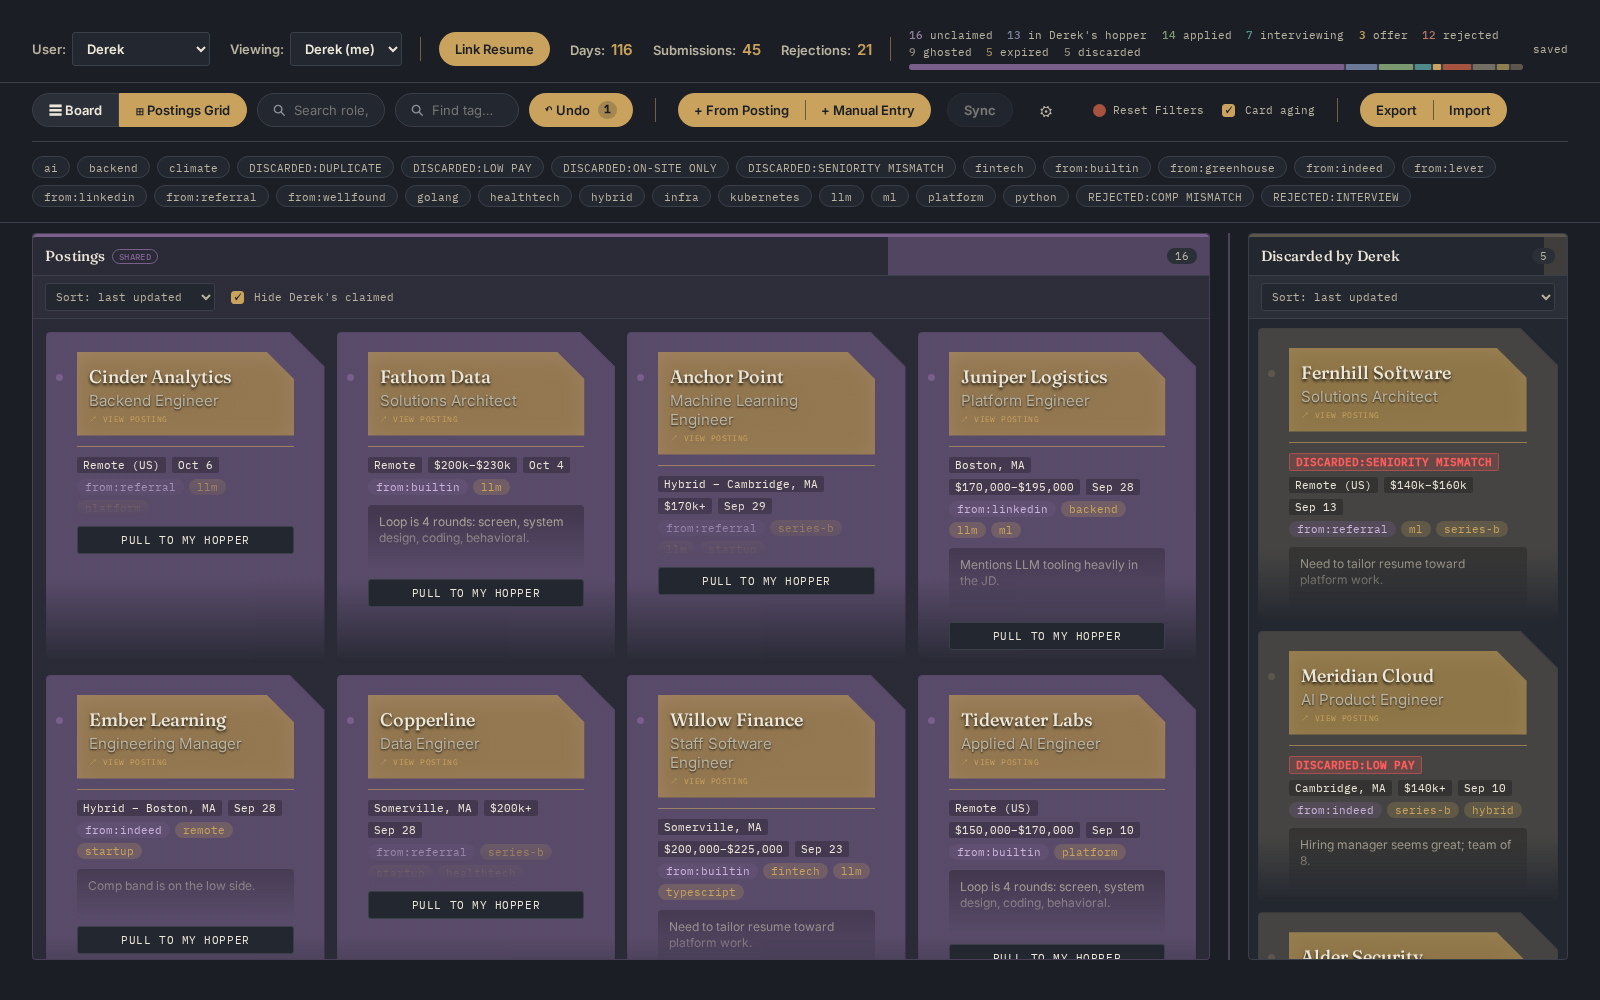 User: Derek Viewing: Derek (me) Link Resume Days: 116 Submissions: 45 Rejections: 21
16 unclaimed 13 in Derek's hopper 14 applied 7 interviewing 3 offer 12 rejected
9 ghosted 5 expired 5 discarded
saved
Board Postings Grid Search role, Find tag... Undo 1 + From Posting + Manual Entry Sync Reset Filters Card aging Export Import
ai backend climate DISCARDED:DUPLICATE DISCARDED:LOW PAY DISCARDED:ON-SITE ONLY DISCARDED:SENIORITY MISMATCH fintech from:builtin from:greenhouse from:indeed from:lever
from:linkedin from:referral from:wellfound golang healthtech hybrid infra kubernetes llm ml platform python REJECTED:COMP MISMATCH REJECTED:INTERVIEW
Postings SHARED 16
Sort: last updated Hide Derek's claimed
Cinder Analytics
Backend Engineer
↗ VIEW POSTING
Remote (US) Oct 6
from:referral llm
platform
PULL TO MY HOPPER
Fathom Data
Solutions Architect
↗ VIEW POSTING
Remote $200k–$230k Oct 4
from:builtin llm
Loop is 4 rounds: screen, system
design, coding, behavioral.
PULL TO MY HOPPER
Anchor Point
Machine Learning
Engineer
↗ VIEW POSTING
Hybrid – Cambridge, MA
$170k+ Sep 29
from:referral series-b
llm startup
PULL TO MY HOPPER
Juniper Logistics
Platform Engineer
↗ VIEW POSTING
Boston, MA
$170,000–$195,000 Sep 28
from:linkedin backend
llm ml
Mentions LLM tooling heavily in
the JD.
PULL TO MY HOPPER
Ember Learning
Engineering Manager
↗ VIEW POSTING
Hybrid – Boston, MA Sep 28
from:indeed remote
startup
Comp band is on the low side.
PULL TO MY HOPPER
Copperline
Data Engineer
↗ VIEW POSTING
Somerville, MA $200k+
Sep 28
from:referral series-b
startup healthtech
PULL TO MY HOPPER
Willow Finance
Staff Software
Engineer
↗ VIEW POSTING
Somerville, MA
$200,000–$225,000 Sep 23
from:builtin fintech llm
typescript
Need to tailor resume toward
platform work.
Tidewater Labs
Applied AI Engineer
↗ VIEW POSTING
Remote (US)
$150,000–$170,000 Sep 10
from:builtin platform
Loop is 4 rounds: screen, system
design, coding, behavioral.
PULL TO MY HOPPER
Discarded by Derek 5
Sort: last updated
Fernhill Software
Solutions Architect
↗ VIEW POSTING
DISCARDED:SENIORITY MISMATCH
Remote (US) $140k–$160k
Sep 13
from:referral ml series-b
Need to tailor resume toward
platform work.
Meridian Cloud
AI Product Engineer
↗ VIEW POSTING
DISCARDED:LOW PAY
Cambridge, MA $140k+ Sep 10
from:indeed series-b hybrid
Hiring manager seems great; team of
8.
Alder Security